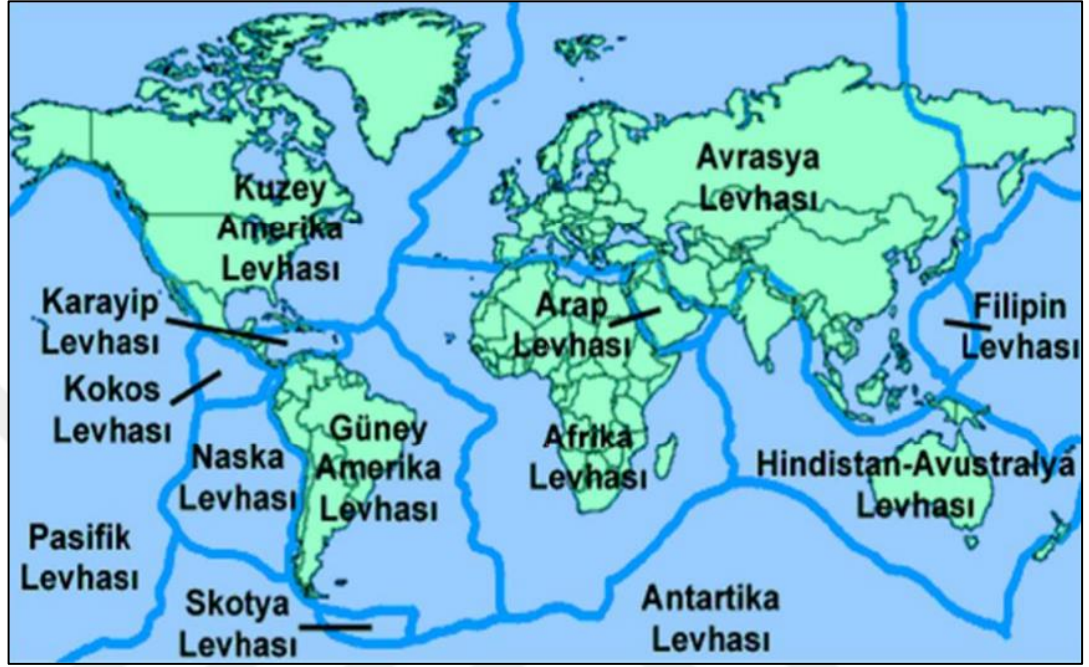 Avrasya
Levhası
Kuzey
Amerika
Levhası
Karayip
Levhası
Arap
Levhası
Filipin
Levhası
Kokos
Levhası
Güney
Amerika
Levhası
Afrika
Levhası
Naska
Levhası
Hindistan-Avustralya
Levhası
Pasifik
Levhası
Skotya
Levhası
Antartika
Levhası